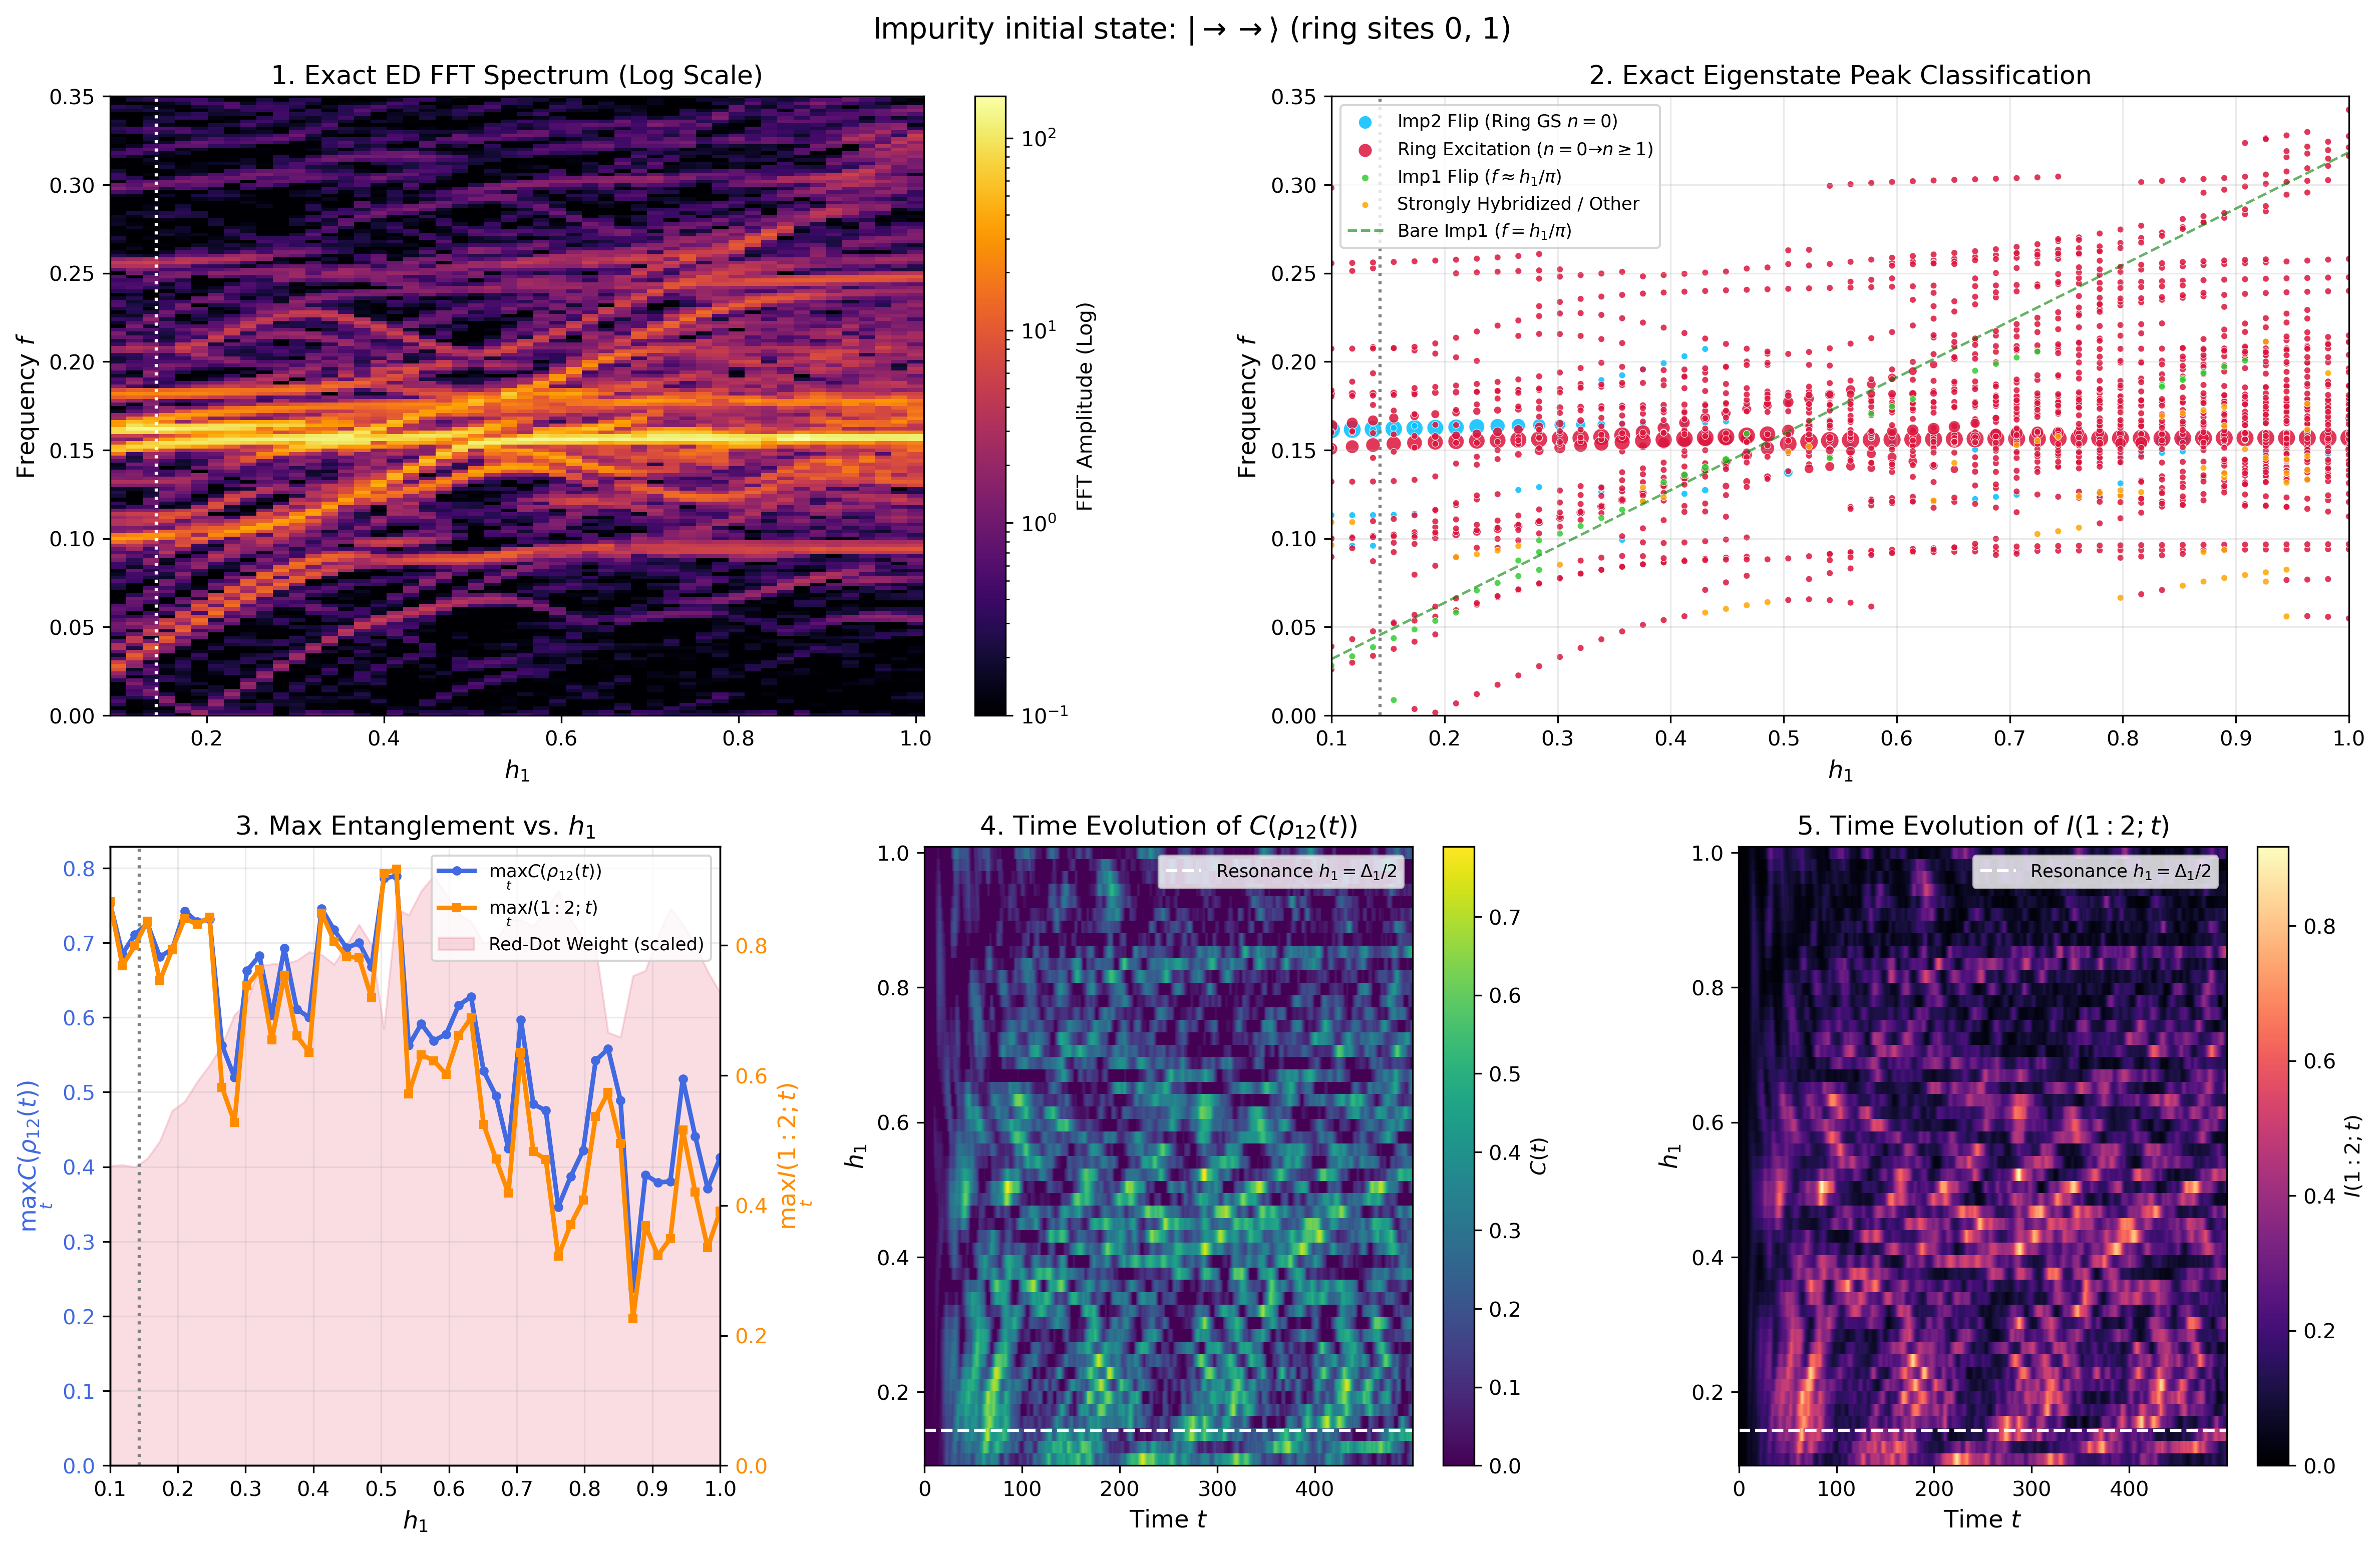 Impurity initial state: |→→⟩ (ring sites 0, 1)
1. Exact ED FFT Spectrum (Log Scale)
Frequency f
0.35
0.30
0.25
0.20
0.15
0.10
0.05
0.00
0.2 0.4 0.6 0.8 1.0
h₁
10²
10¹
10⁰
10⁻¹
FFT Amplitude (Log)
2. Exact Eigenstate Peak Classification
Frequency f
0.35
0.30
0.25
0.20
0.15
0.10
0.05
0.00
Imp2 Flip (Ring GS n = 0)
Ring Excitation (n = 0→n ≥ 1)
Imp1 Flip (f ≈ h₁/π)
Strongly Hybridized / Other
Bare Imp1 (f = h₁/π)
0.1 0.2 0.3 0.4 0.5 0.6 0.7 0.8 0.9 1.0
h₁
3. Max Entanglement vs. h₁
max C(ρ₁₂(t))
t
0.8
0.7
0.6
0.5
0.4
0.3
0.2
0.1
0.0
max C(ρ₁₂(t))
t
max I(1 : 2; t)
t
Red-Dot Weight (scaled)
0.8
0.6
0.4
0.2
0.0
max I(1 : 2; t)
t
0.1 0.2 0.3 0.4 0.5 0.6 0.7 0.8 0.9 1.0
h₁
4. Time Evolution of C(ρ₁₂(t))
h₁
1.0
0.8
0.6
0.4
0.2
Resonance h₁ = Δ₁/2
0 100 200 300 400
Time t
0.7
0.6
0.5
0.4
0.3
0.2
0.1
0.0
C(t)
5. Time Evolution of I(1 : 2; t)
h₁
1.0
0.8
0.6
0.4
0.2
Resonance h₁ = Δ₁/2
0 100 200 300 400
Time t
0.8
0.6
0.4
0.2
0.0
I(1 : 2; t)